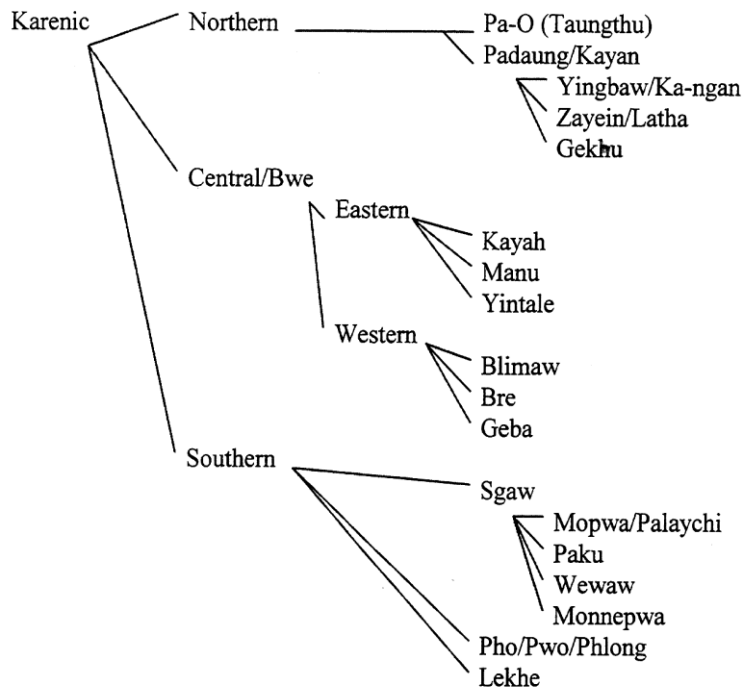 Karenic Northern Pa-O (Taungthu)
Padaung/Kayan
Yingbaw/Ka-ngan
Zayein/Latha
Gekhu
Central/Bwe
Eastern
Kayah
Manu
Yintale
Western
Blimaw
Bre
Geba
Southern
Sgaw
Mopwa/Palaychi
Paku
Wewaw
Monnepwa
Pho/Pwo/Phlong
Lekhe